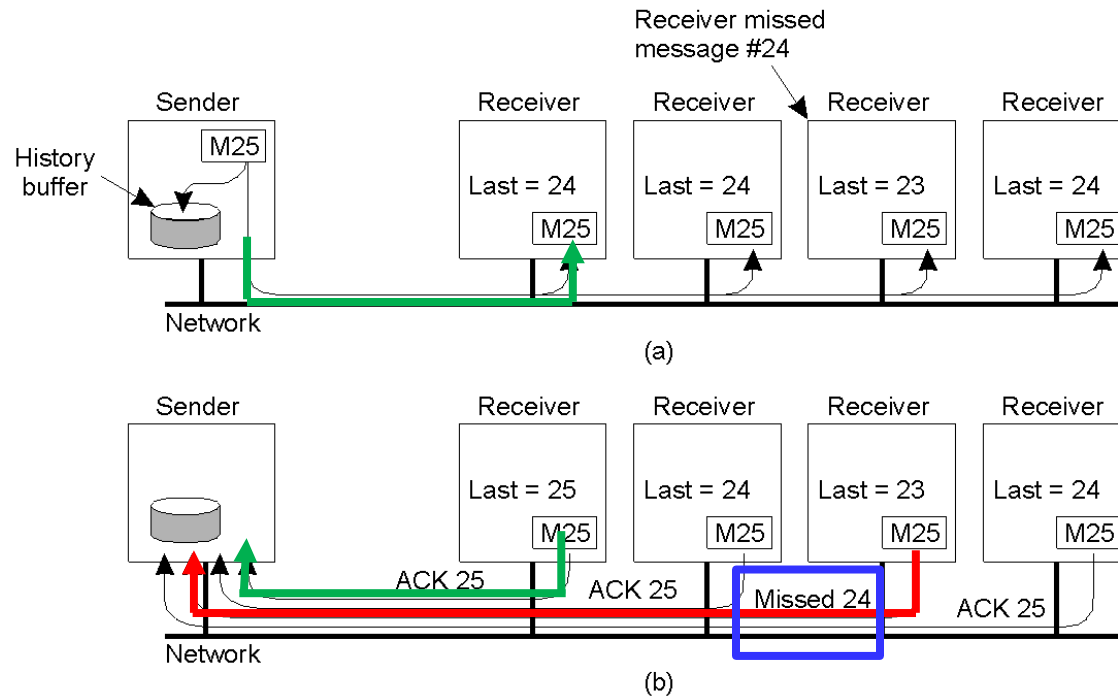 Receiver missed
message #24
Sender
Receiver
Receiver
Receiver
Receiver
History
buffer
M25
Last = 24
Last = 24
Last = 23
Last = 24
M25
M25
M25
M25
Network
(a)
Sender
Receiver
Receiver
Receiver
Receiver
Last = 25
Last = 24
Last = 23
Last = 24
M25
M25
M25
M25
ACK 25
ACK 25
Missed 24
ACK 25
Network
(b)